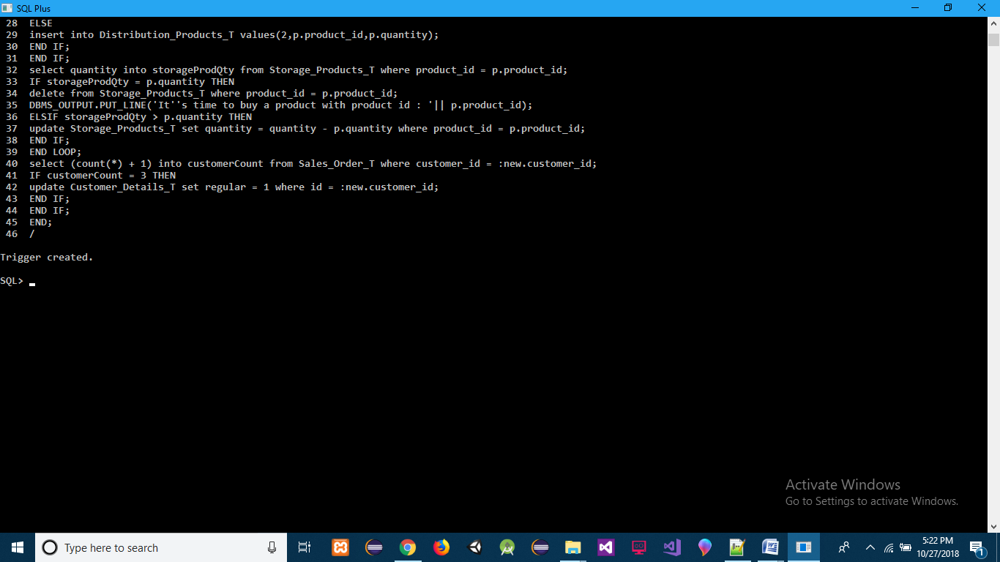 SQL Plus
28 ELSE
29 insert into Distribution_Products_T values(2,p.product_id,p.quantity);
30 END IF;
31 END IF;
32 select quantity into storageProdQty from Storage_Products_T where product_id = p.product_id;
33 IF storageProdQty = p.quantity THEN
34 delete from Storage_Products_T where product_id = p.product_id;
35 DBMS_OUTPUT.PUT_LINE('It''s time to buy a product with product id : '|| p.product_id);
36 ELSIF storageProdQty > p.quantity THEN
37 update Storage_Products_T set quantity = quantity - p.quantity where product_id = p.product_id;
38 END IF;
39 END LOOP;
40 select (count(*) + 1) into customerCount from Sales_Order_T where customer_id = :new.customer_id;
41 IF customerCount = 3 THEN
42 update Customer_Details_T set regular = 1 where id = :new.customer_id;
43 END IF;
44 END IF;
45 END;
46 /
Trigger created.
SQL>
Activate Windows
Go to Settings to activate Windows.
Type here to search
5:22 PM
10/27/2018
1